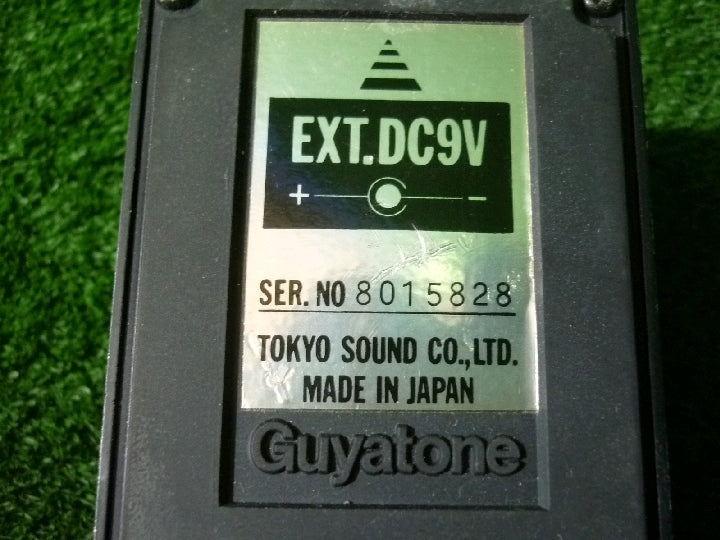 EXT.DC9V
+ −
SER. NO 8015828
TOKYO SOUND CO.,LTD.
MADE IN JAPAN
Guyatone